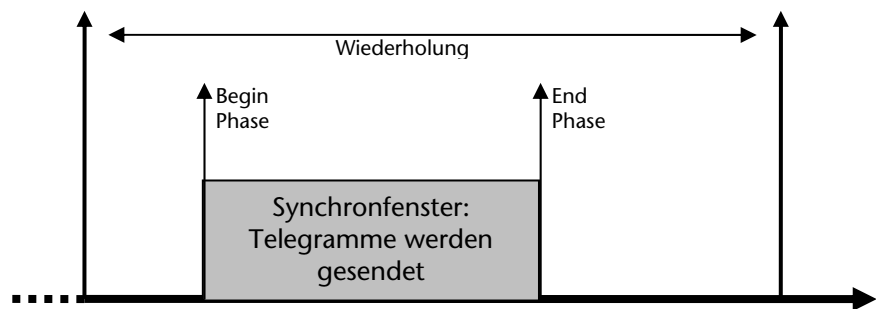 Wiederholung
Begin
Phase
End
Phase
Synchronfenster:
Telegramme werden
gesendet